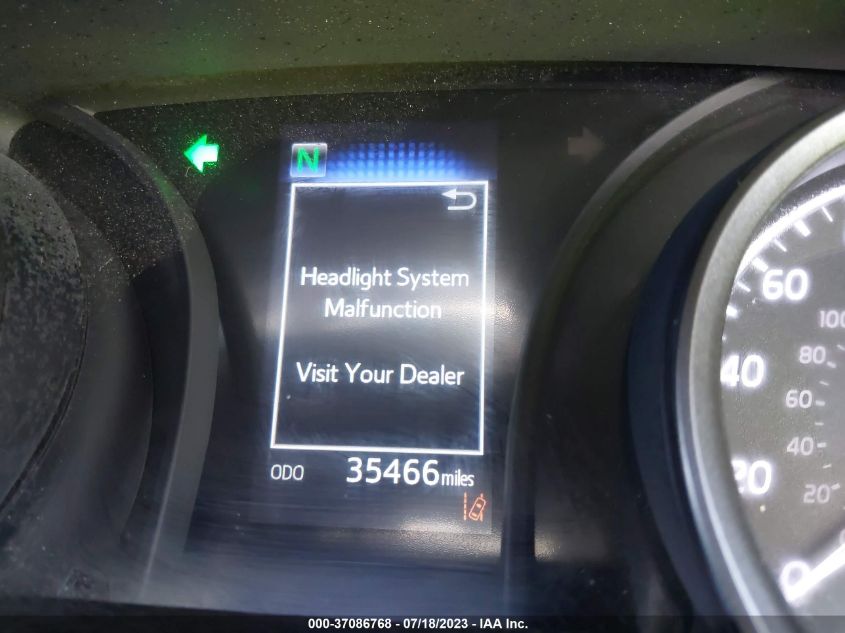 N
Headlight System
Malfunction
Visit Your Dealer
ODO 35466 miles
60
40
20
0
80
60
40
20
000-37086768 - 07/18/2023 - IAA Inc.